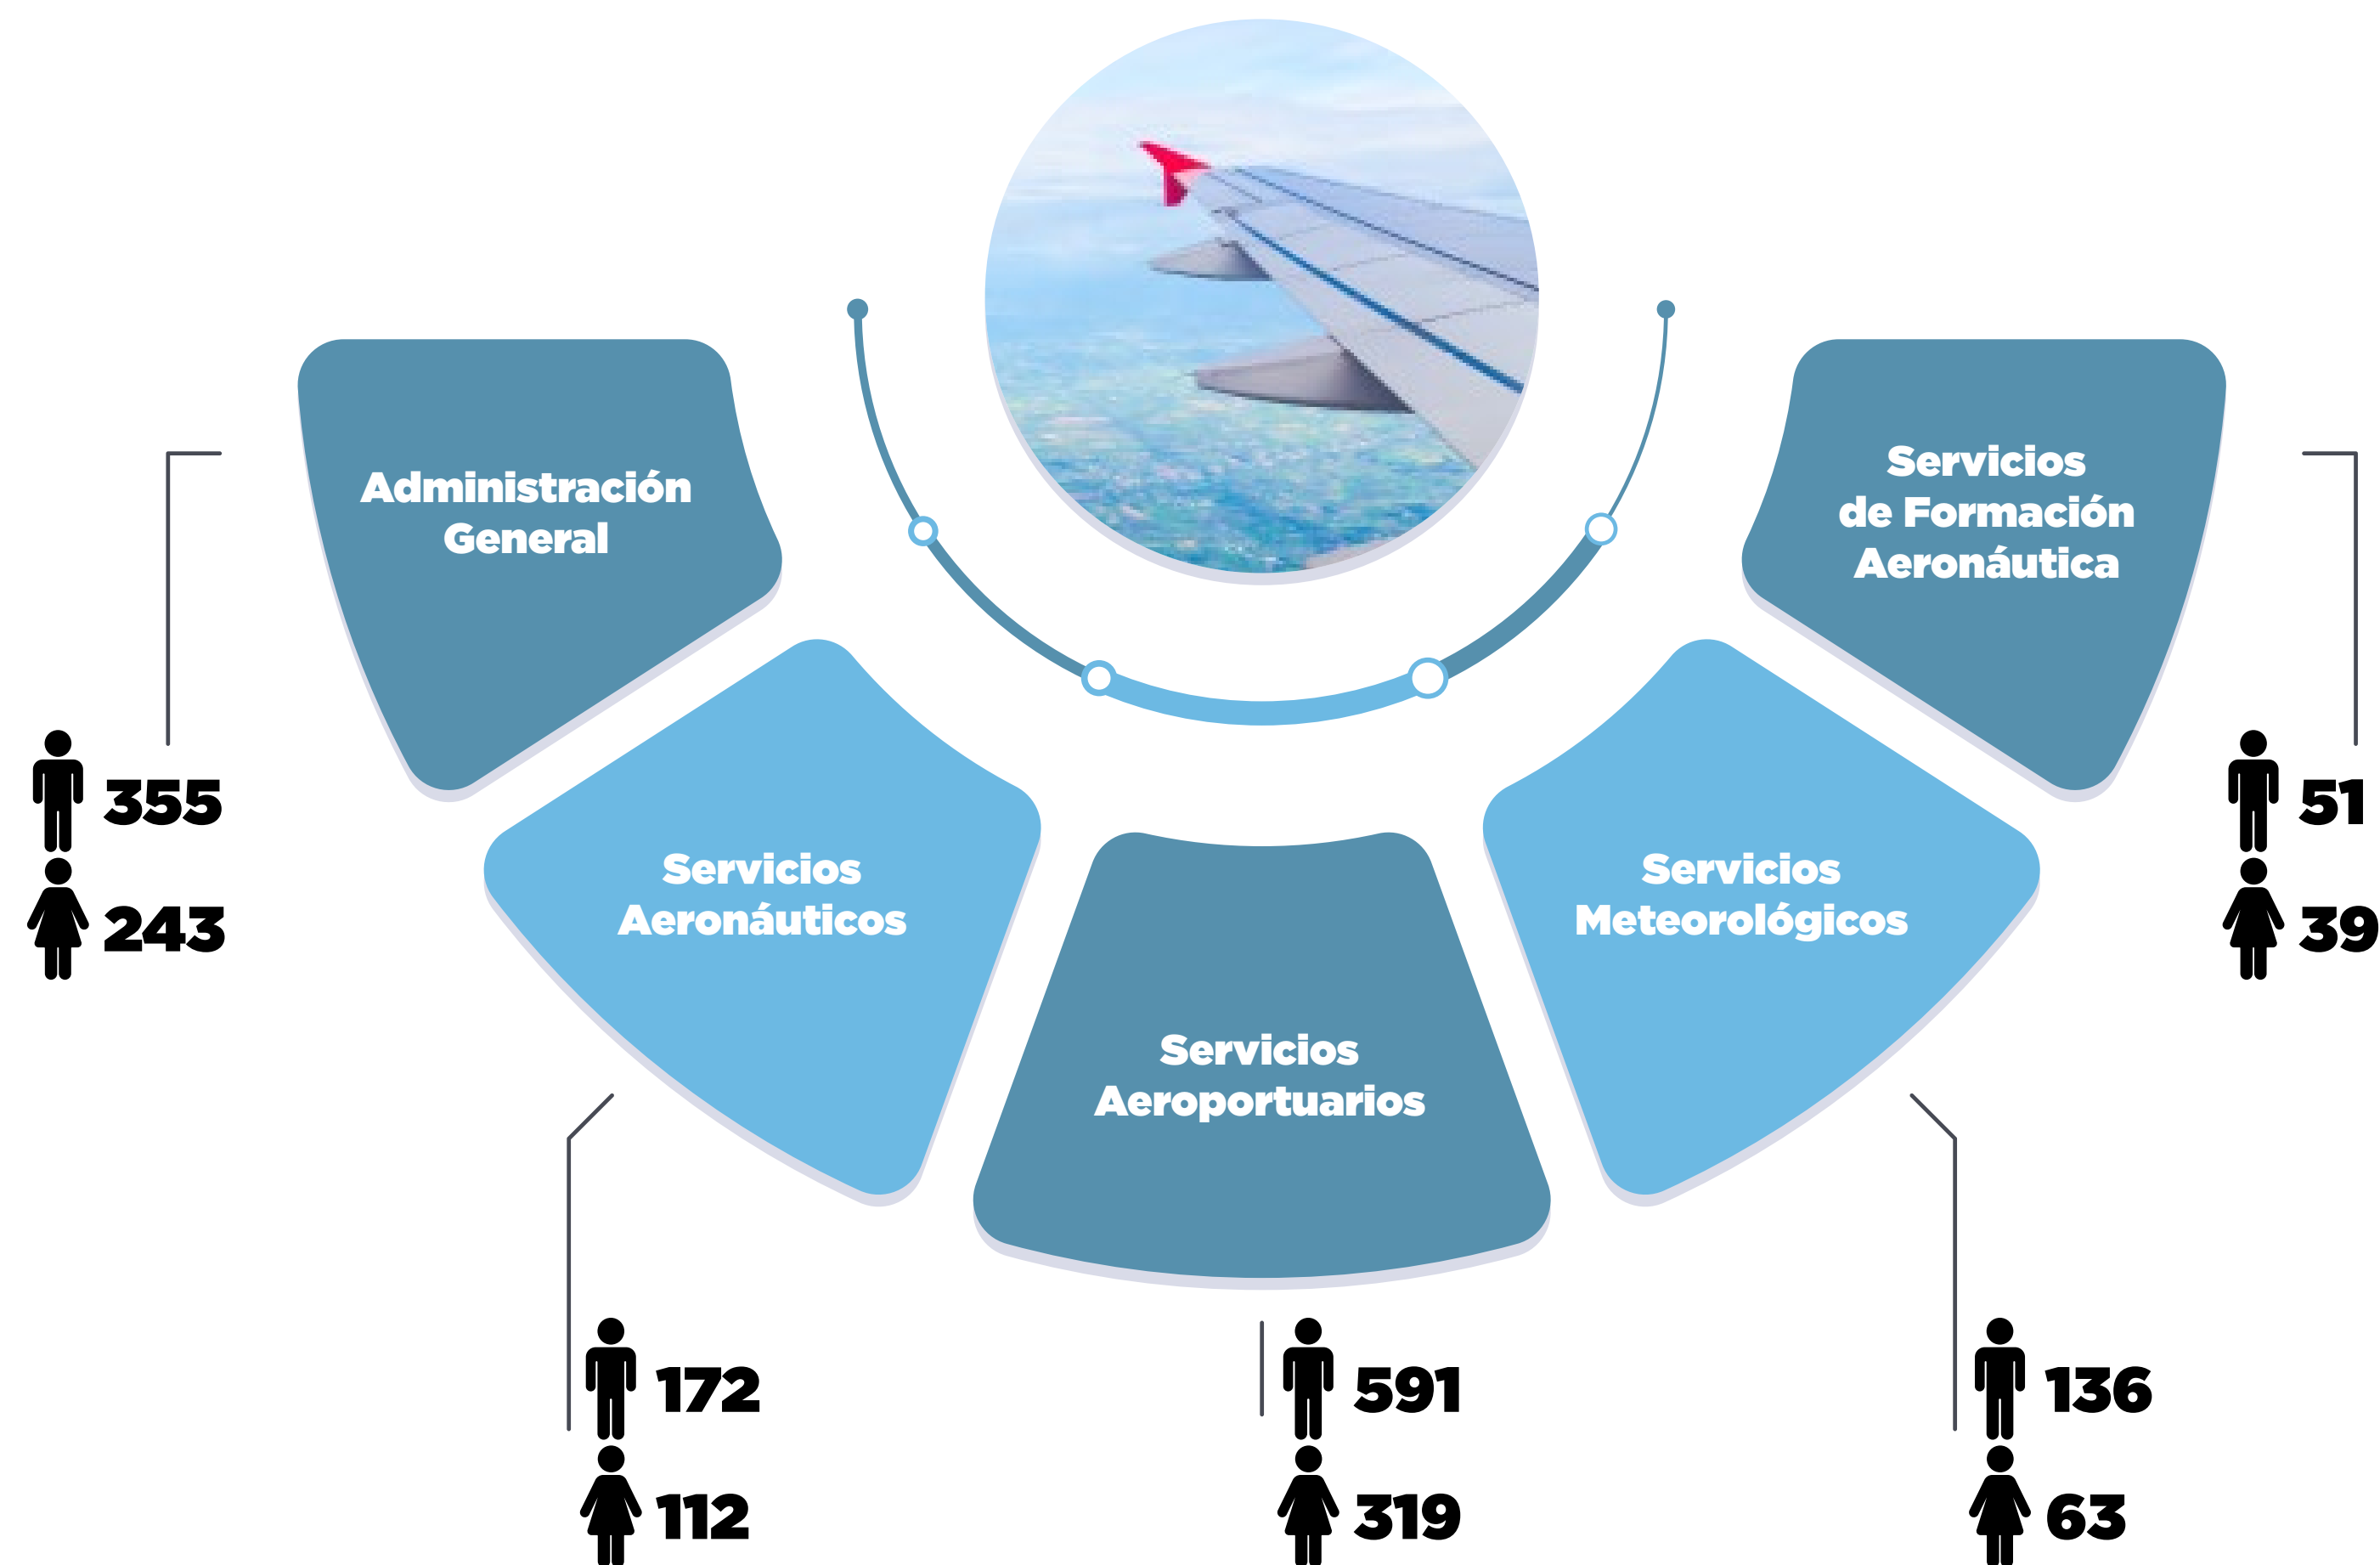 Administración
General
355
243
Servicios
Aeronáuticos
172
112
Servicios
Aeroportuarios
591
319
Servicios
Meteorológicos
136
63
Servicios
de Formación
Aeronáutica
51
39